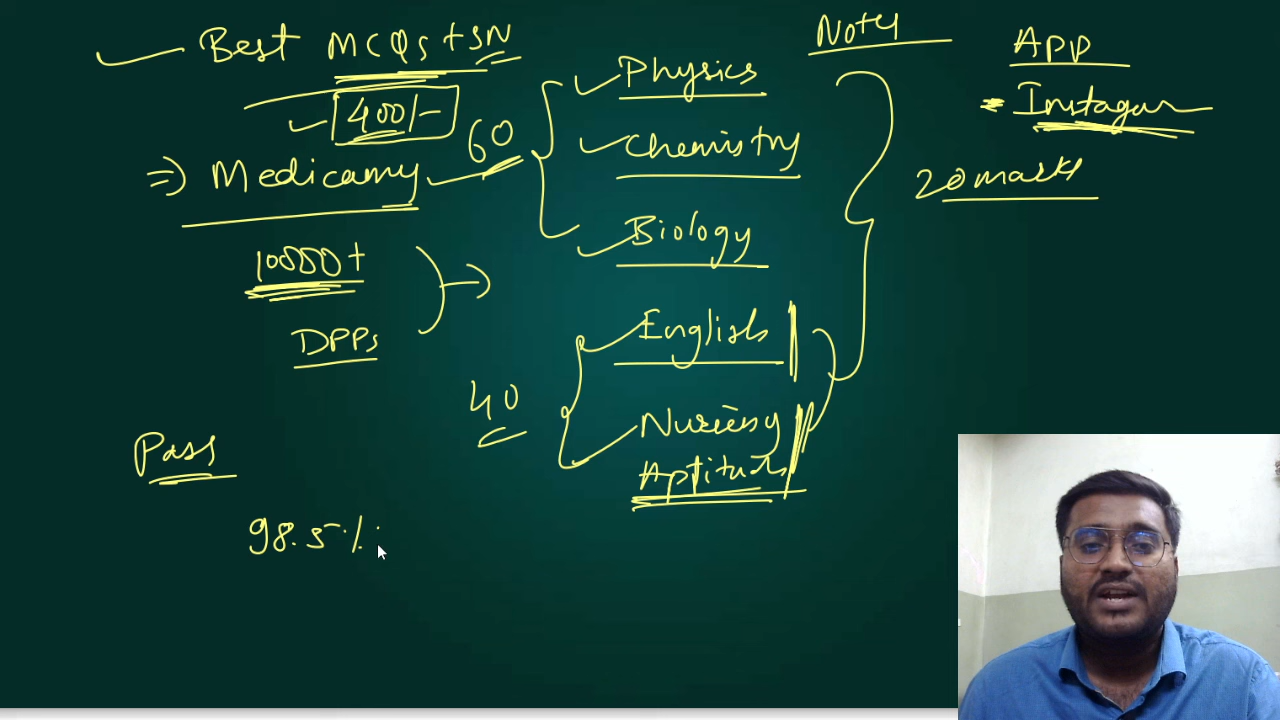 Best MCQs + SN
400/-
⇒ Medicamy
10000+
DPPs
Pass
98.5%
60
Physics
Chemistry
Biology
40
English
Nursing
Aptitude
Notes
App
Instagram
20 marks